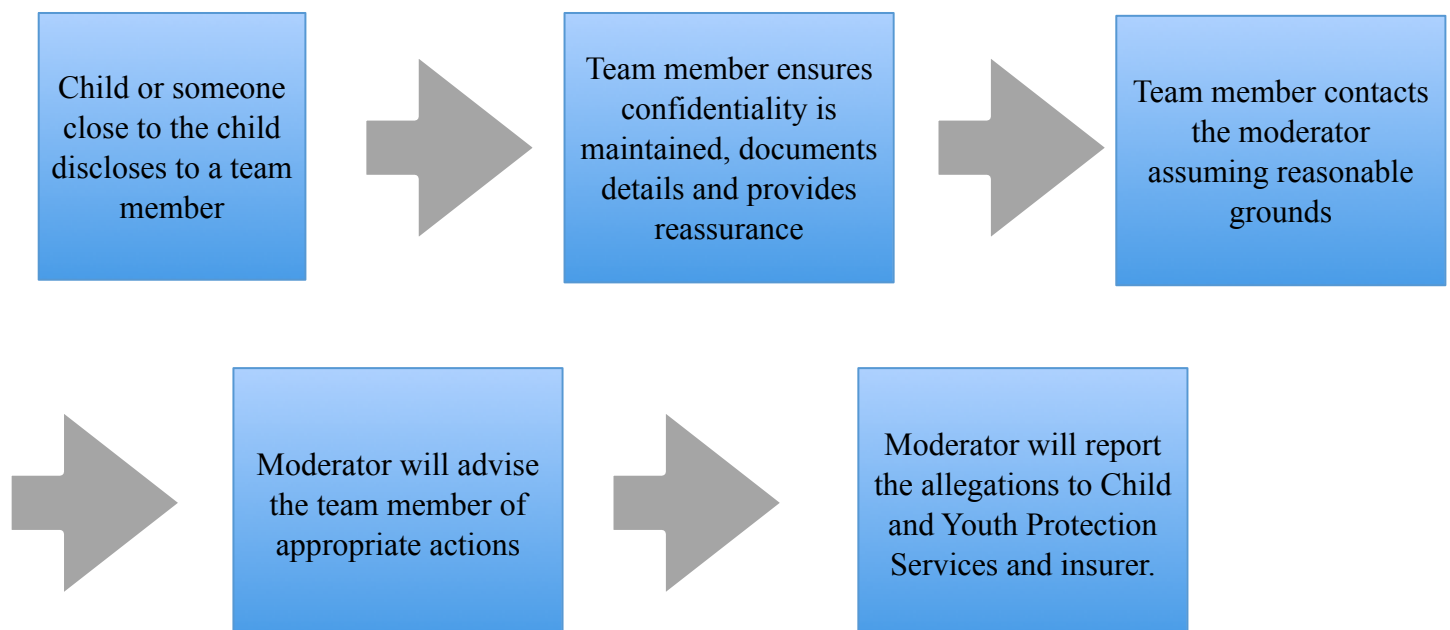 Child or someone
close to the child
discloses to a team
member
Team member ensures
confidentiality is
maintained, documents
details and provides
reassurance
Team member contacts
the moderator
assuming reasonable
grounds
Moderator will advise
the team member of
appropriate actions
Moderator will report
the allegations to Child
and Youth Protection
Services and insurer.